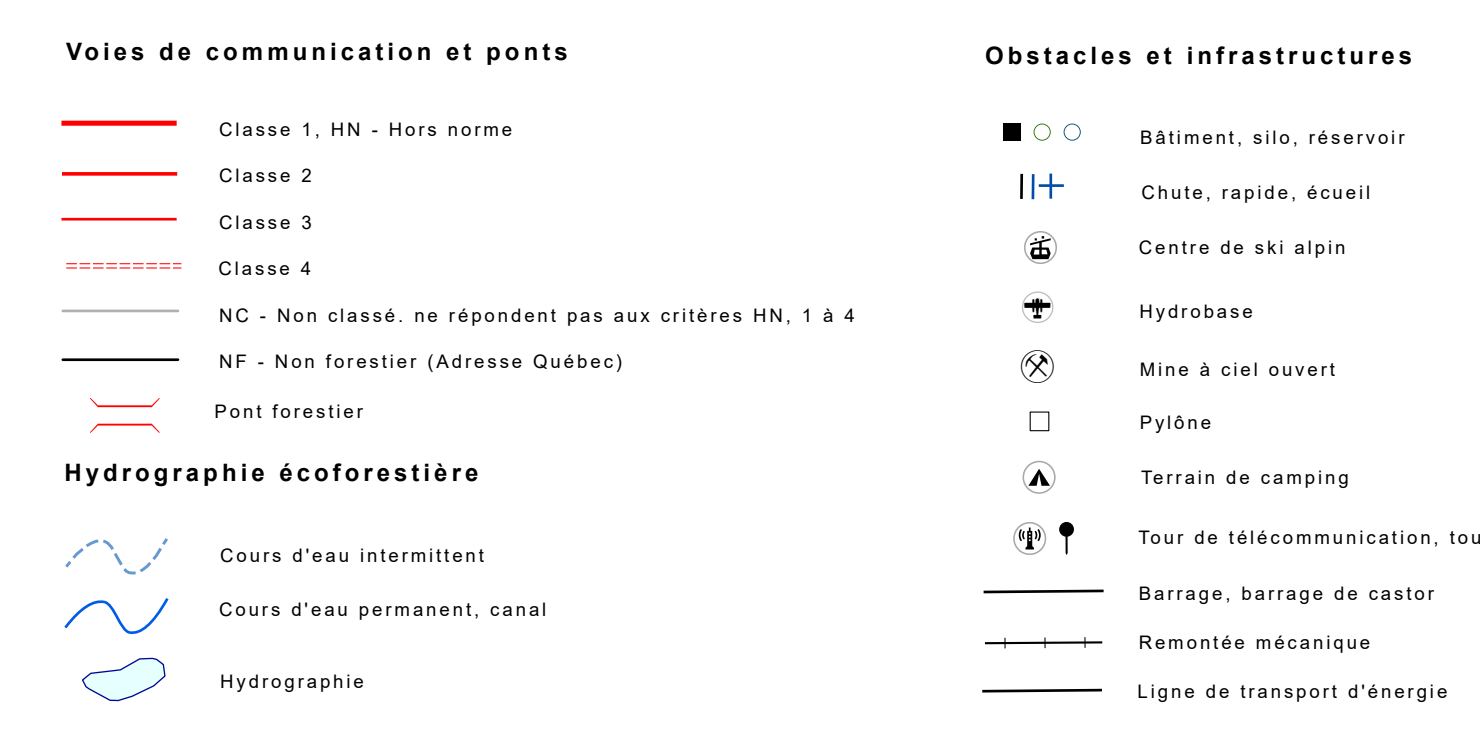 Voies de communication et ponts
Classe 1, HN - Hors norme
Classe 2
Classe 3
Classe 4
NC - Non classé. ne répondent pas aux critères HN, 1 à 4
NF - Non forestier (Adresse Québec)
Pont forestier
Hydrographie écoforestière
Cours d'eau intermittent
Cours d'eau permanent, canal
Hydrographie
Obstacles et infrastructures
Bâtiment, silo, réservoir
Chute, rapide, écueil
Centre de ski alpin
Hydrobase
Mine à ciel ouvert
Pylône
Terrain de camping
Tour de télécommunication,
Barrage, barrage de castor
Remontée mécanique
Ligne de transport d'énergie